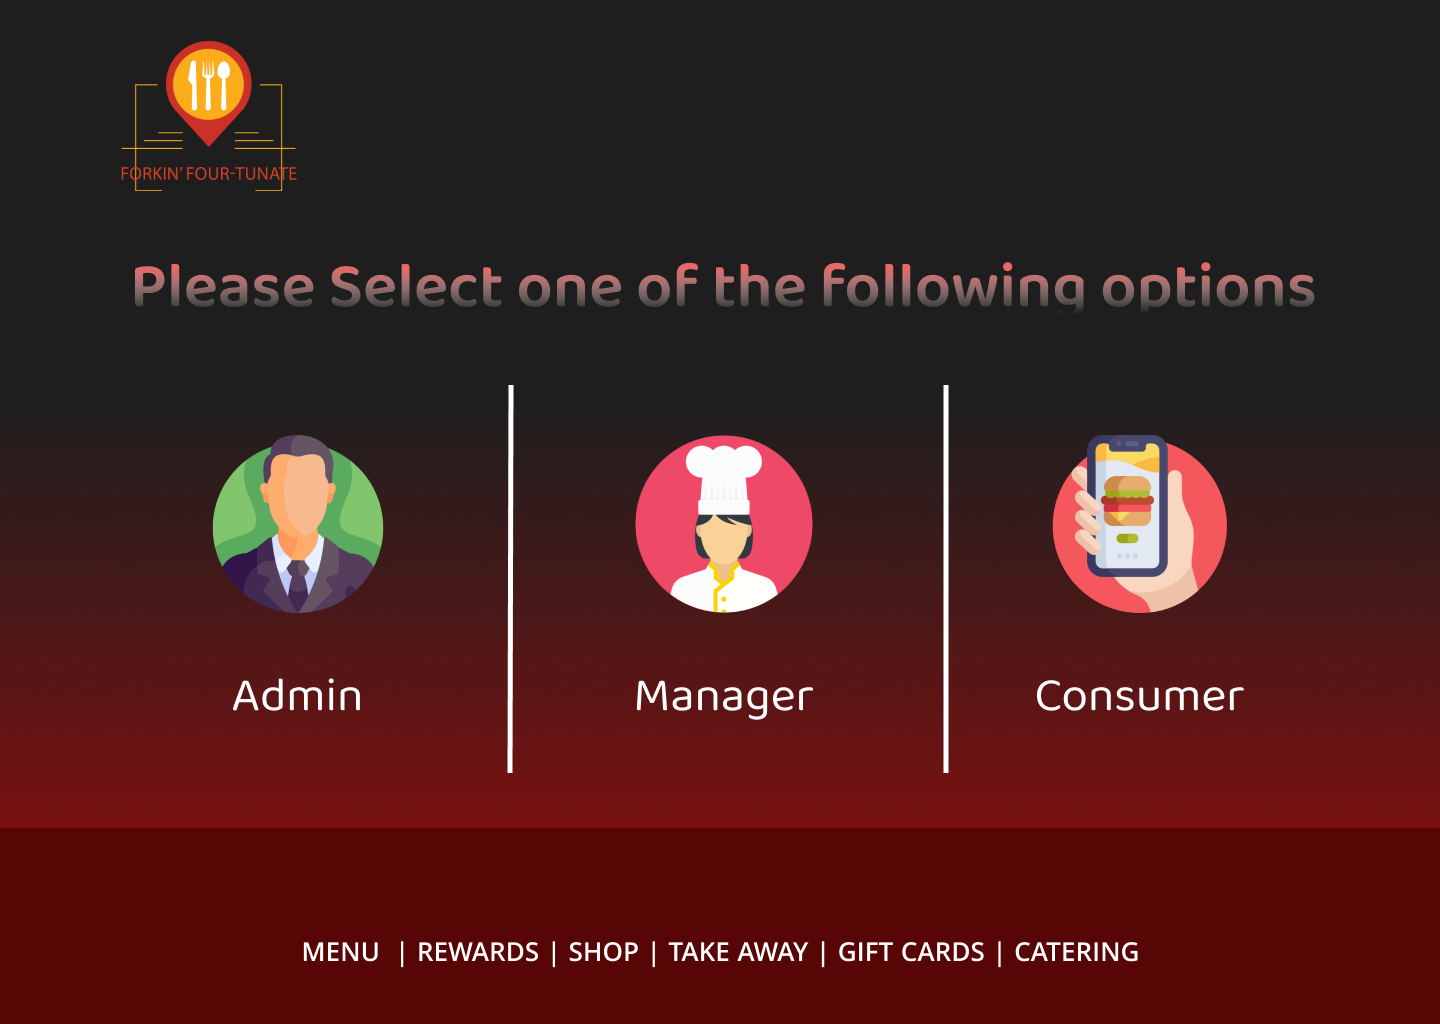 FORKIN' FOUR-TUNATE
Please Select one of the following options
Admin
Manager
Consumer
MENU | REWARDS | SHOP | TAKE AWAY | GIFT CARDS | CATERING